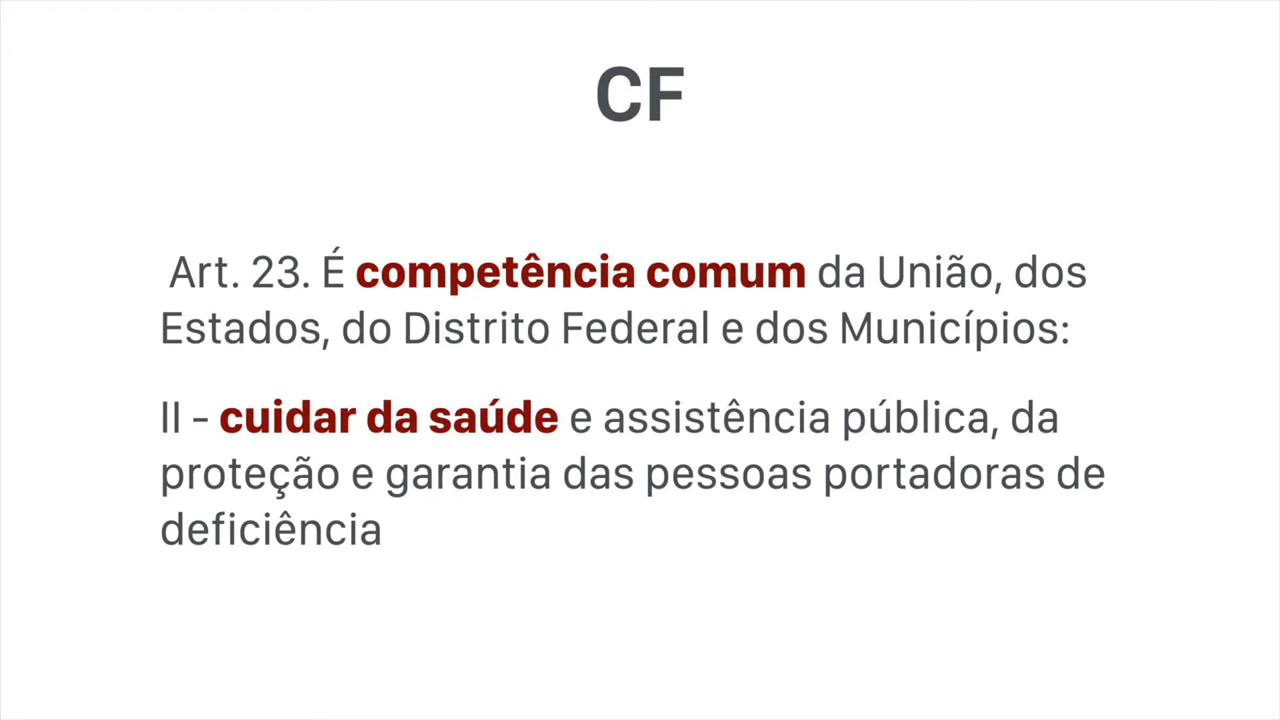 CF
Art. 23. É competência comum da União, dos
Estados, do Distrito Federal e dos Municípios:
II - cuidar da saúde e assistência pública, da
proteção e garantia das pessoas portadoras de
deficiência